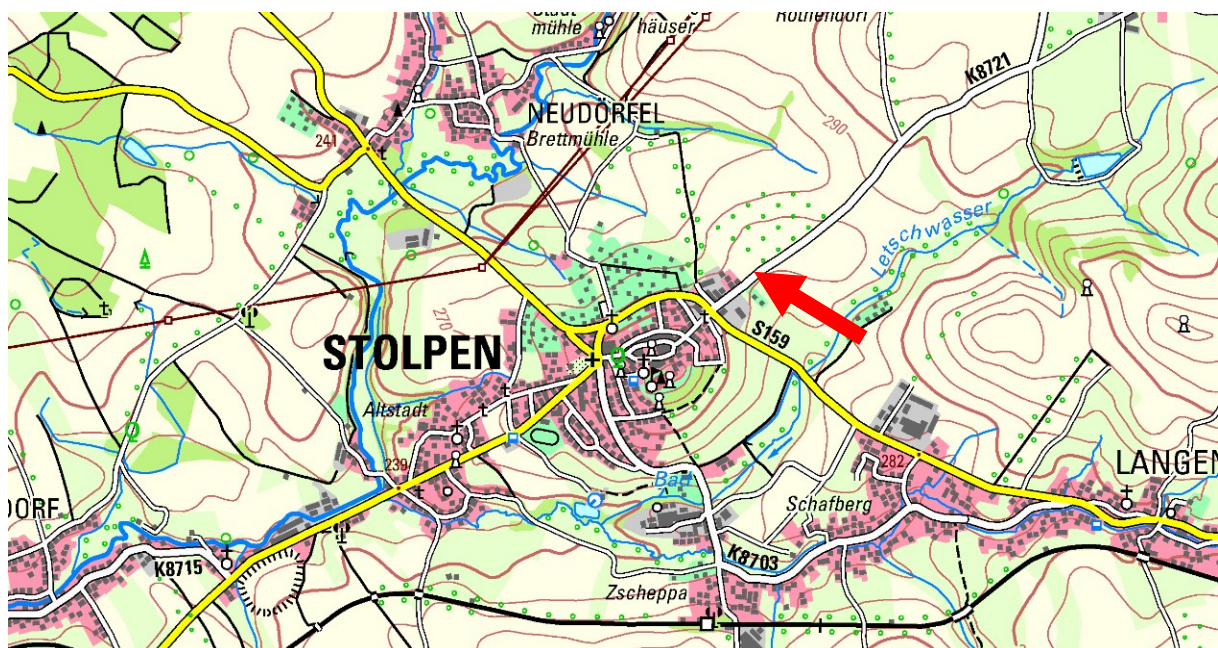 Stadt
mühle
häuser
Rothendorf
K8721
NEUDÖRFEL
Brettmühle
241
290
Letschwasser
270
STOLPEN
S159
Altstadt
239
282
LANGEN
Bad
Schafberg
DORF
K8715
K8703
Zscheppa